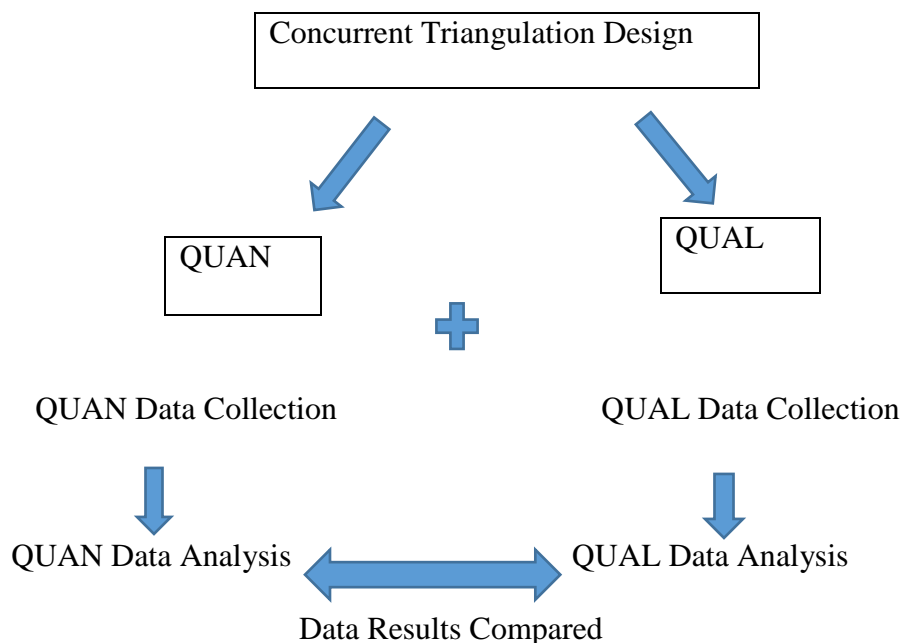 Concurrent Triangulation Design
QUAN
QUAL
QUAN Data Collection
QUAL Data Collection
QUAN Data Analysis
QUAL Data Analysis
Data Results Compared